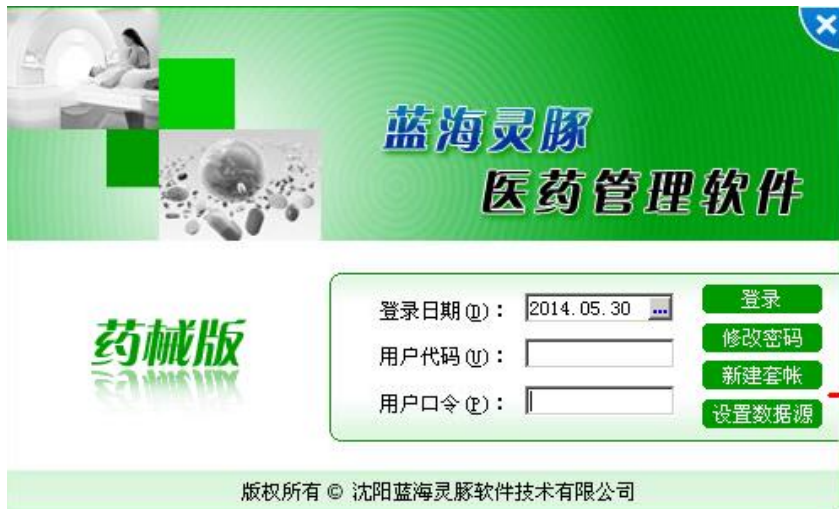 蓝海灵豚
医药管理软件
药械版
登录日期(D)： 2014.05.30 ...
登录
用户代码(U)：
修改密码
新建套帐
用户口令(P)：
设置数据源
版权所有 © 沈阳蓝海灵豚软件技术有限公司